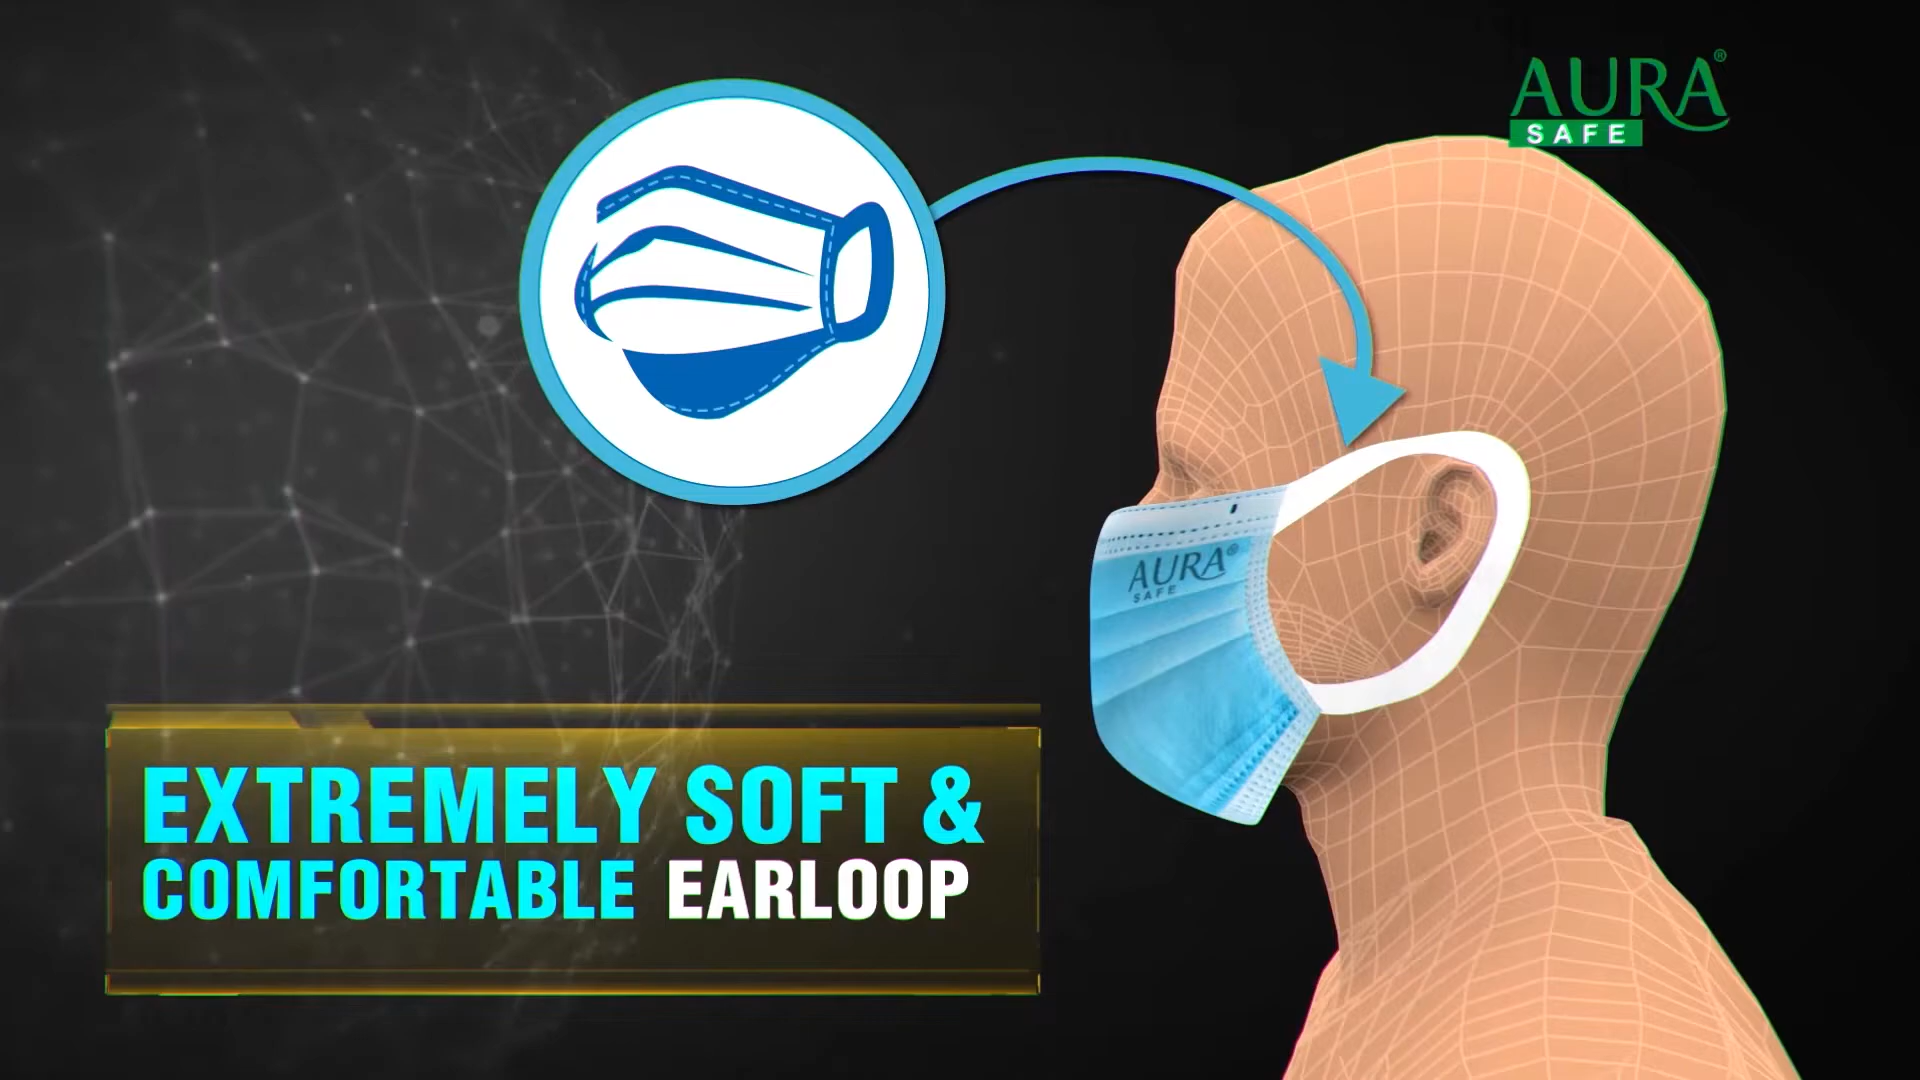 AURA®
SAFE
AURA®
SAFE
EXTREMELY SOFT &
COMFORTABLE EARLOOP